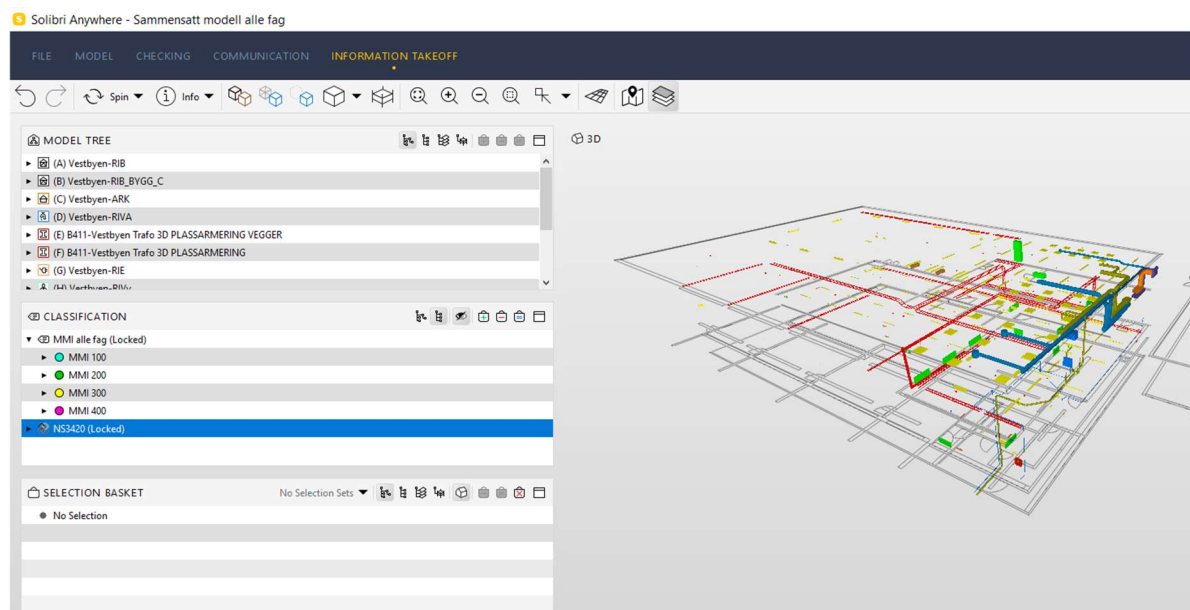 Solibri Anywhere - Sammensatt modell alle fag
FILE MODEL CHECKING COMMUNICATION INFORMATION TAKEOFF
Spin Info
MODEL TREE
(A) Vestbyen-RIB
(B) Vestbyen-RIB_BYGG_C
(C) Vestbyen-ARK
(D) Vestbyen-RIVA
(E) B411-Vestbyen Trafo 3D PLASSARMERING VEGGER
(F) B411-Vestbyen Trafo 3D PLASSARMERING
(G) Vestbyen-RIE
(H) Vestbyen-RIVv
CLASSIFICATION
MMI alle fag (Locked)
MMI 100
MMI 200
MMI 300
MMI 400
NS3420 (Locked)
SELECTION BASKET No Selection Sets
No Selection
3D